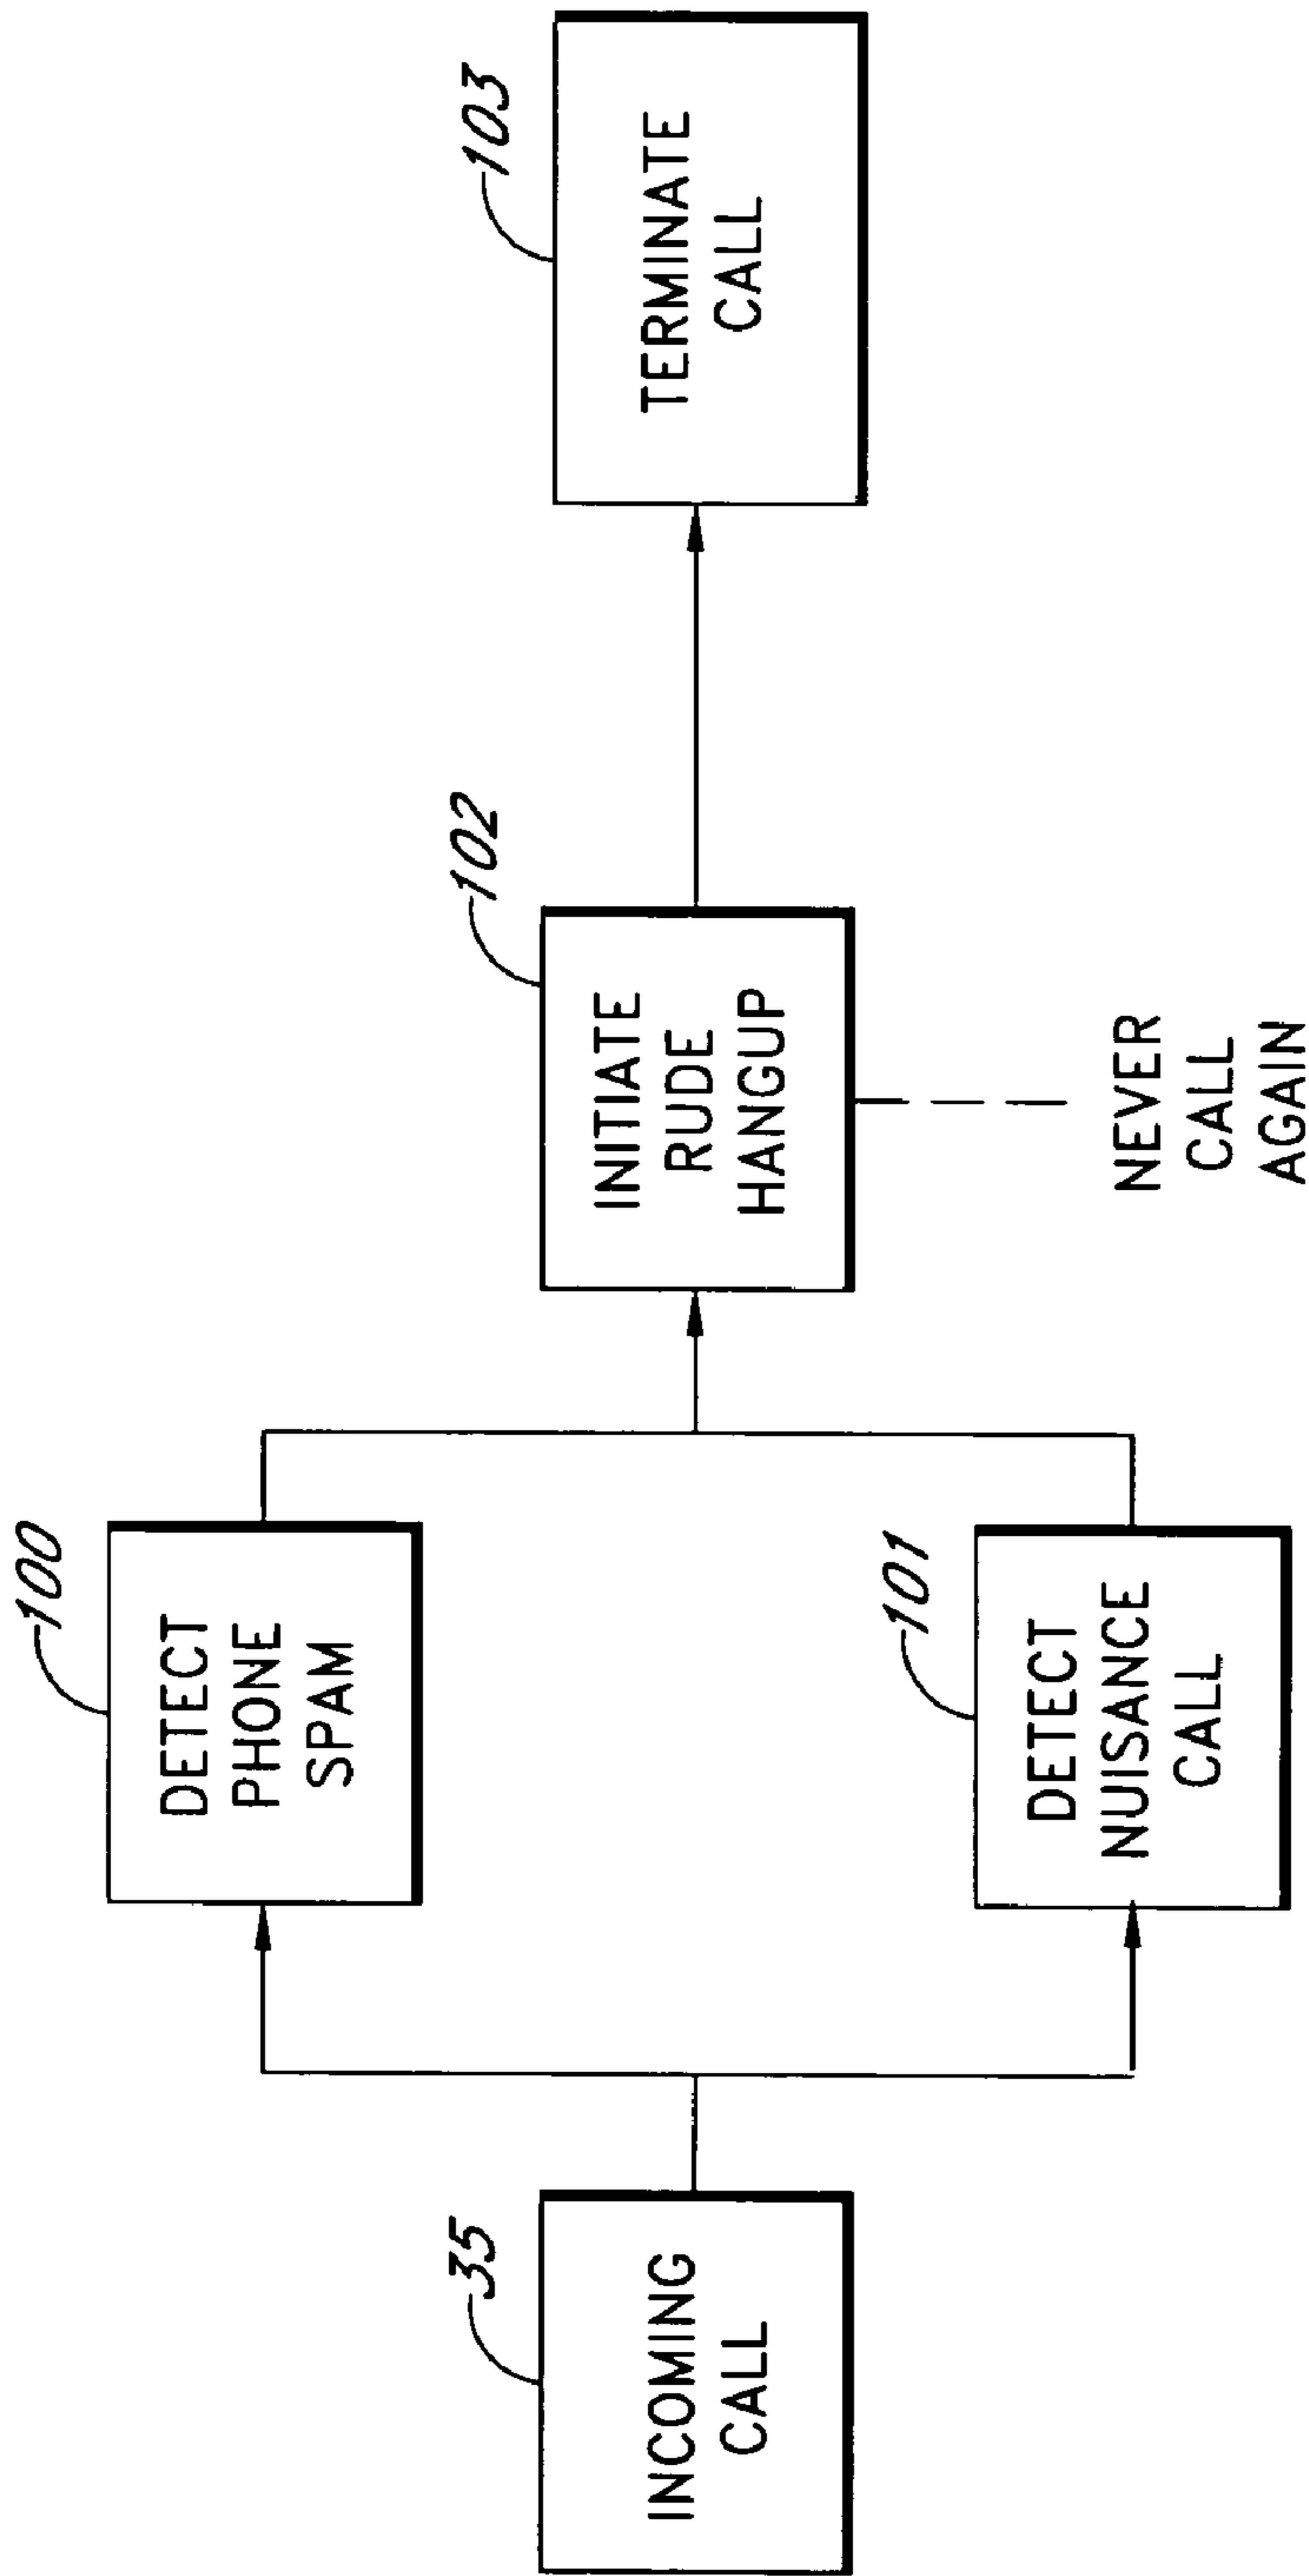 35
INCOMING
CALL
100
DETECT
PHONE
SPAM
101
DETECT
NUISANCE
CALL
102
INITIATE
RUDE
HANGUP
NEVER
CALL
AGAIN
103
TERMINATE
CALL